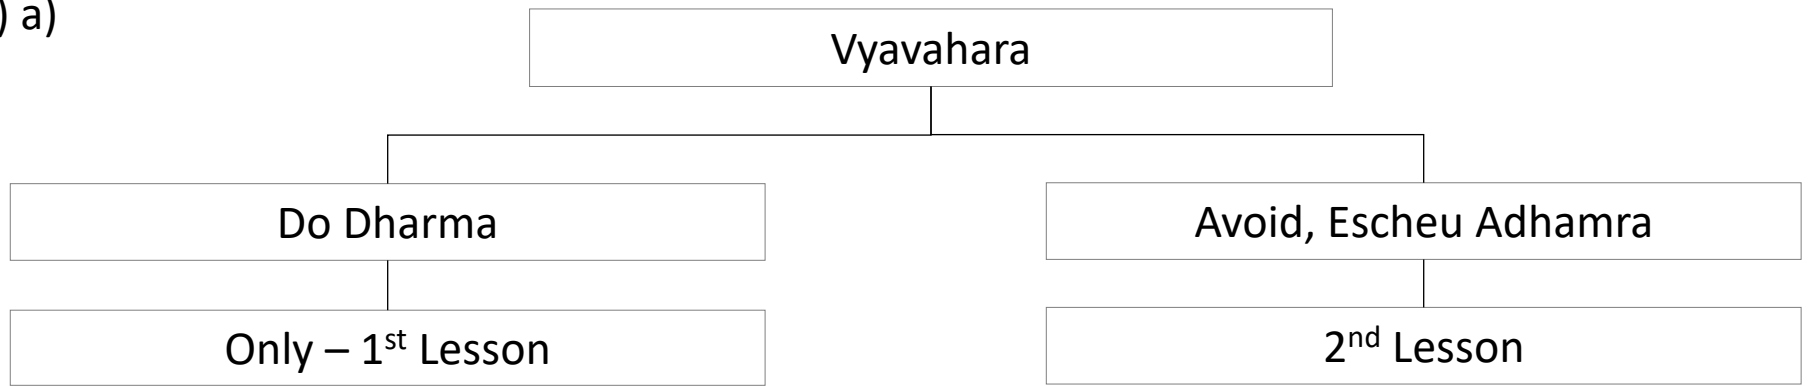 ) a)
Vyavahara
Do Dharma
Avoid, Escheu Adhamra
Only – 1st Lesson
2nd Lesson